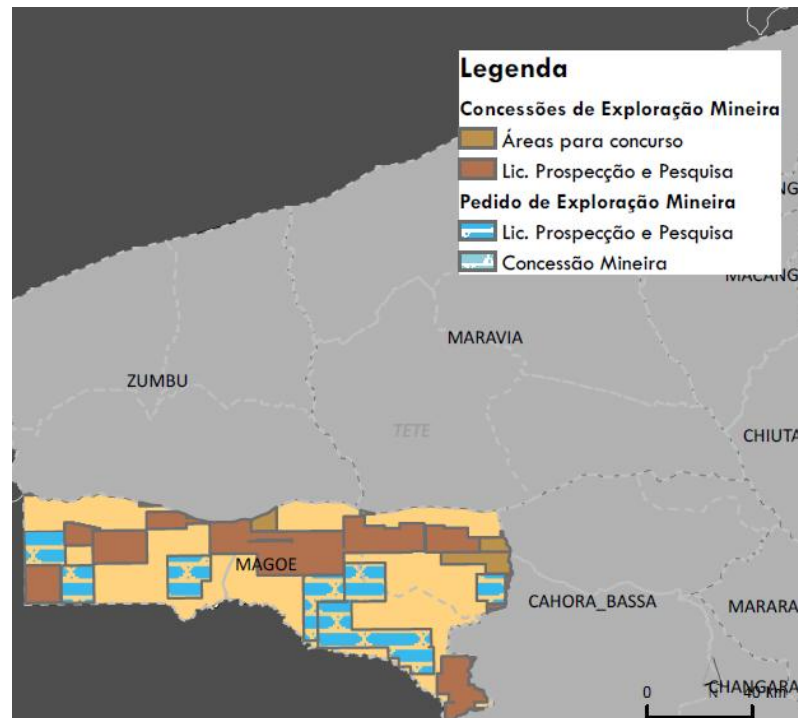 Legenda
Concessões de Exploração Mineira
Áreas para concurso
Lic. Prospecção e Pesquisa
Pedido de Exploração Mineira
Lic. Prospecção e Pesquisa
Concessão Mineira
MACANG
MARAVIA
ZUMBU
TETE
CHIUTA
MAGOE
CAHORA_BASSA
MARARA
CHANGARA
0
N
40 km